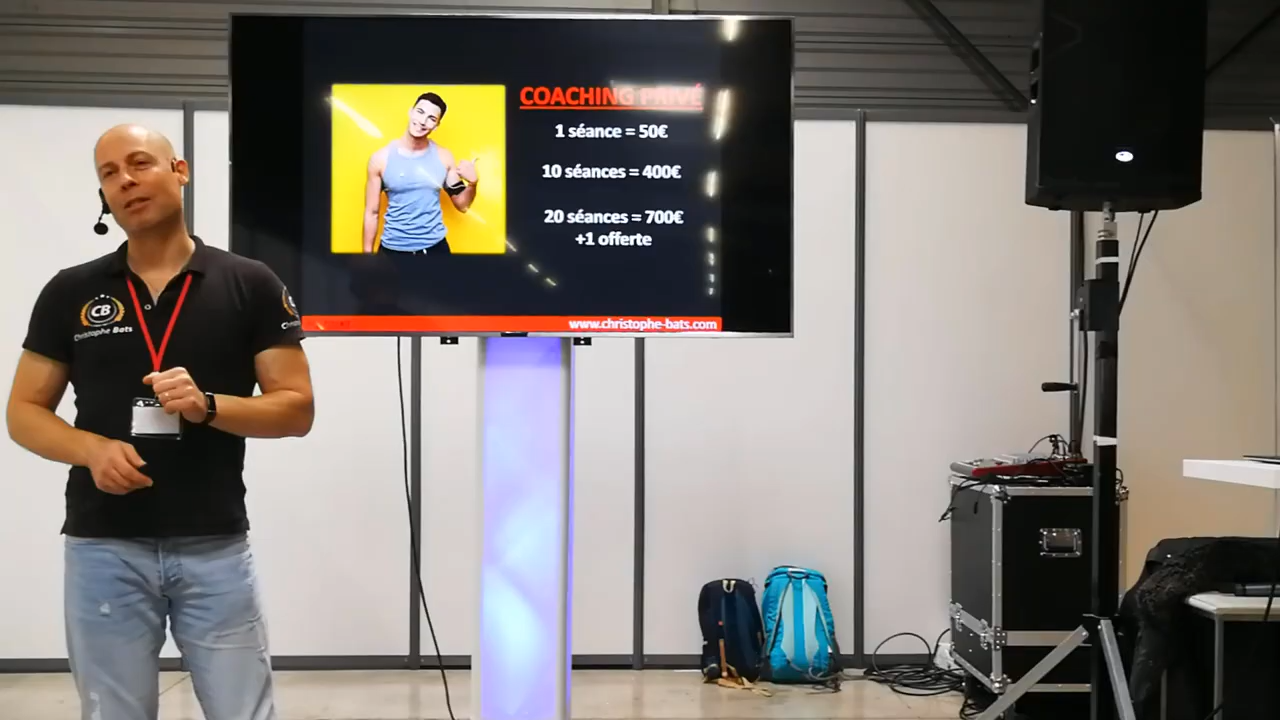 COACHING PRIVÉ
1 séance = 50€
10 séances = 400€
20 séances = 700€
+1 offerte
www.christophe-bats.com
CB
Christophe Bats